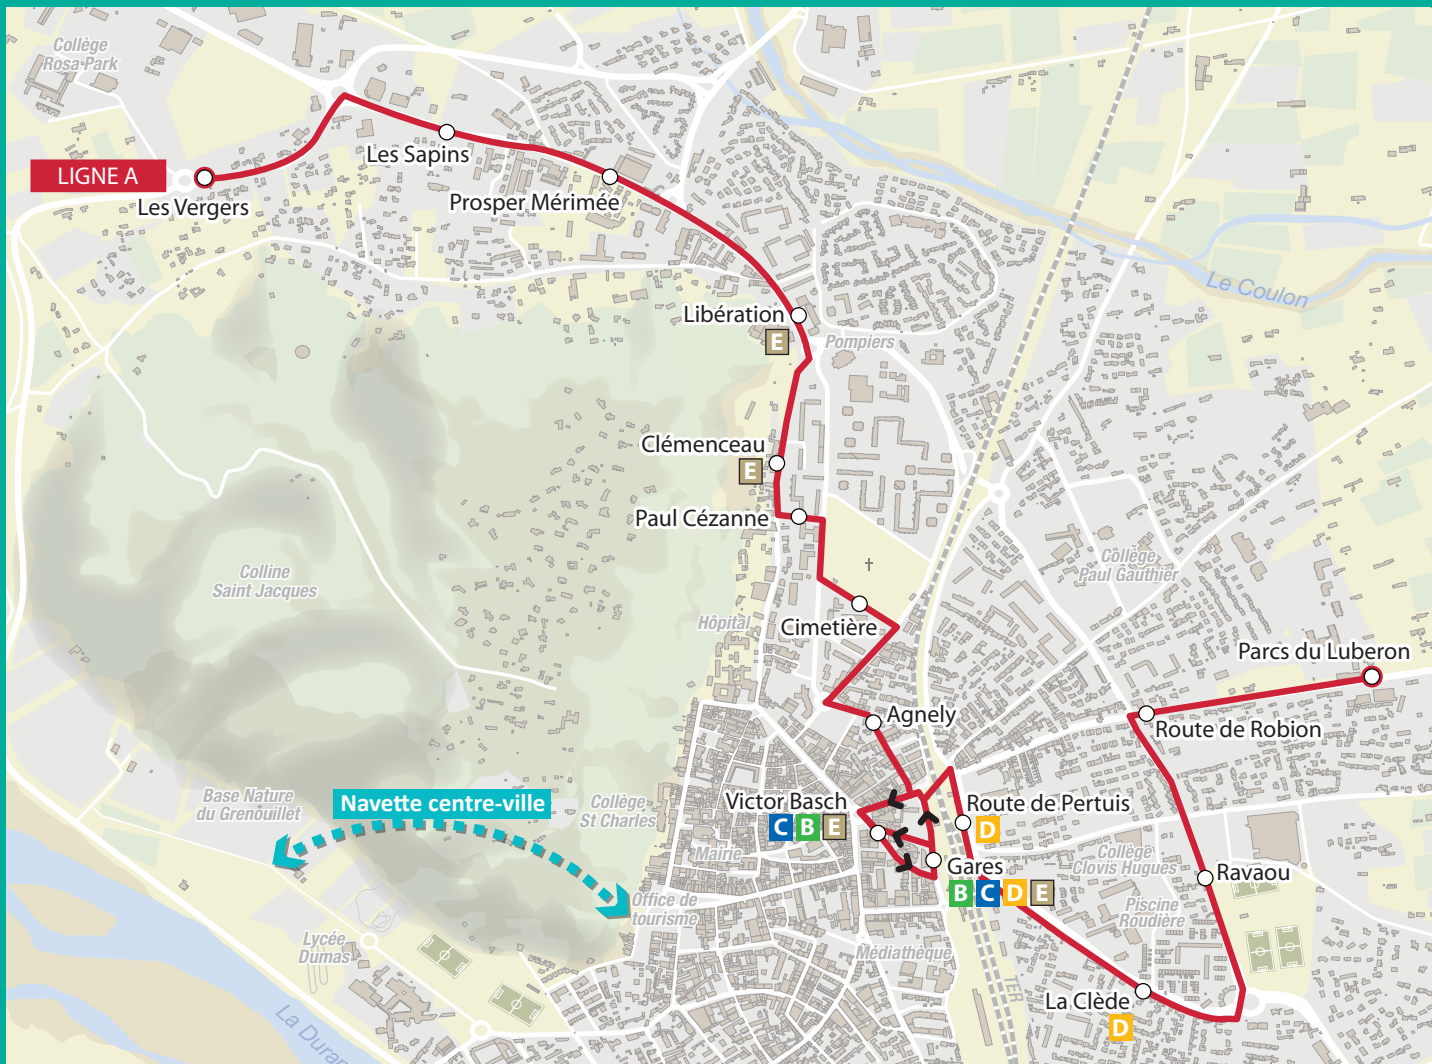 Collège
Rosa Park
LIGNE A
Les Vergers
Les Sapins
Prosper Mérimée
Le Coulon
Libération
E
Pompiers
Clémenceau
E
Paul Cézanne
Collège
Paul Gauthier
Colline
Saint Jacques
Hôpital
Cimetière
Parcs du Luberon
Agnely
Route de Robion
Base Nature
du Grenouillet
Navette centre-ville
Collège
St Charles
Victor Basch
C B E
Route de Pertuis
D
Mairie
Gares
B C D E
Collège
Clovis Hugues
Ravaou
Office de
tourisme
Piscine
Roudière
Lycée
Dumas
Médiathèque
TER
La Clède
D
La Duran